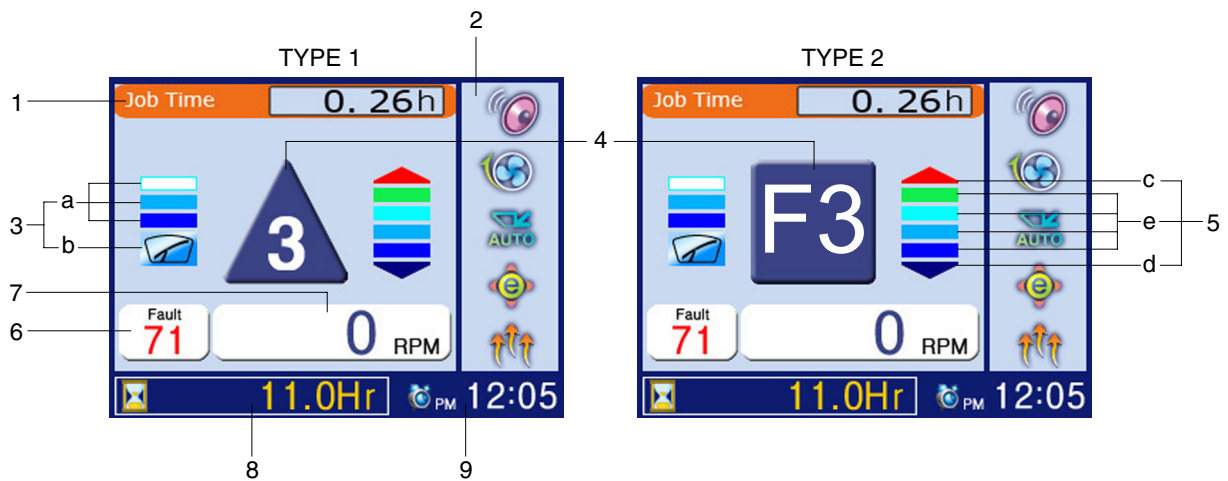 2
TYPE 1
TYPE 2
1
Job Time
0. 26h
Job Time
0. 26h
4
AUTO
AUTO
3
a
b
3
F3
c
e
d
5
7
6
Fault
71
0 RPM
Fault
71
0 RPM
11.0Hr
PM 12:05
11.0Hr
PM 12:05
8
9
e
e